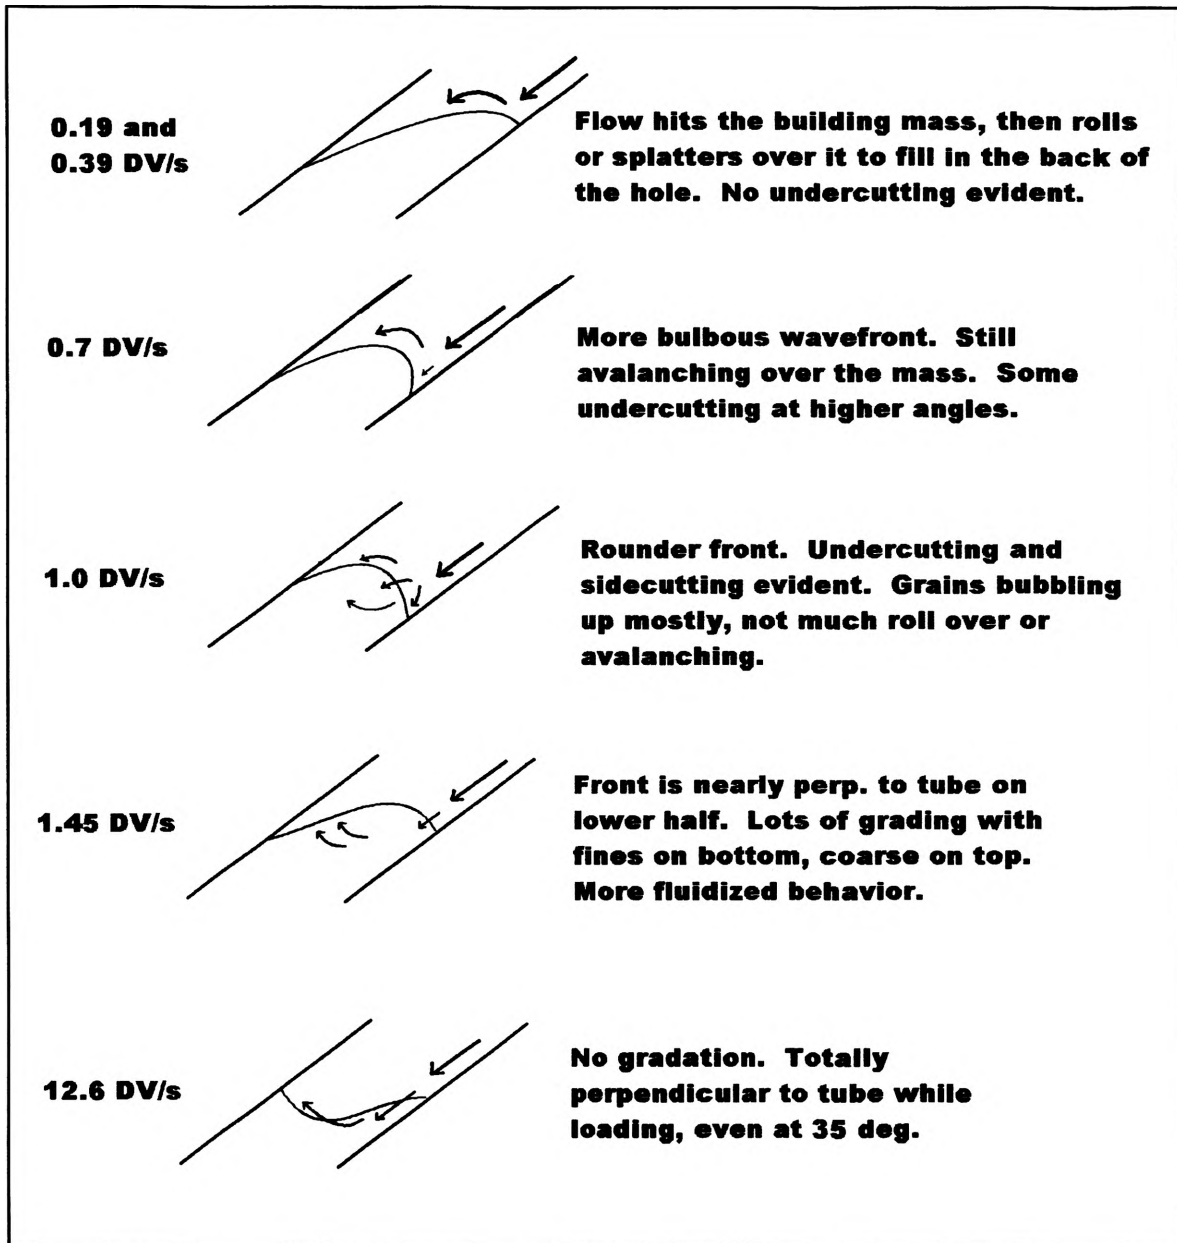 0.19 and
0.39 DV/s
Flow hits the building mass, then rolls
or splatters over it to fill in the back of
the hole. No undercutting evident.
0.7 DV/s
More bulbous wavefront. Still
avalanching over the mass. Some
undercutting at higher angles.
1.0 DV/s
Rounder front. Undercutting and
sidecutting evident. Grains bubbling
up mostly, not much roll over or
avalanching.
1.45 DV/s
Front is nearly perp. to tube on
lower half. Lots of grading with
fines on bottom, coarse on top.
More fluidized behavior.
12.6 DV/s
No gradation. Totally
perpendicular to tube while
loading, even at 35 deg.